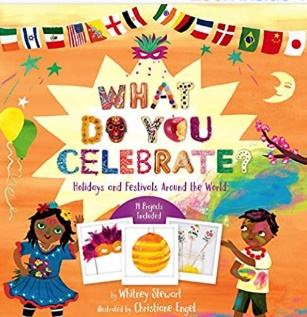 WHAT
DO YOU
CELEBRATE?
Holidays and Festivals Around the World
19 Projects
Included
by Whitney Stewart
illustrated by Christiane Engel